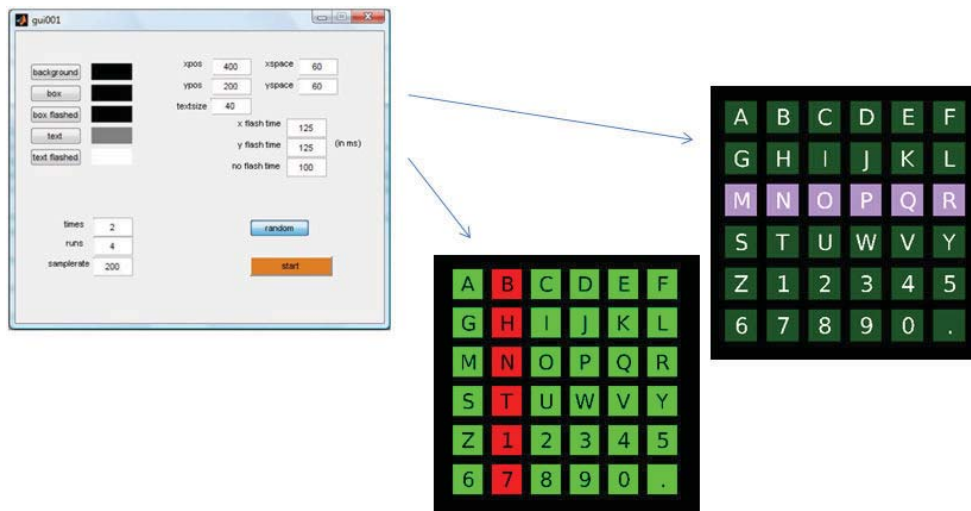 gui001
background
box
box flashed
text
text flashed
xpos 400 xspace 60
ypos 200 yspace 60
textsize 40
x flash time 125
y flash time 125 (in ms)
no flash time 100
times 2
runs 4
samplerate 200
random
start
A B C D E F
G H I J K L
M N O P Q R
S T U W V Y
Z 1 2 3 4 5
6 7 8 9 0 .
A B C D E F
G H I J K L
M N O P Q R
S T U W V Y
Z 1 2 3 4 5
6 7 8 9 0 .